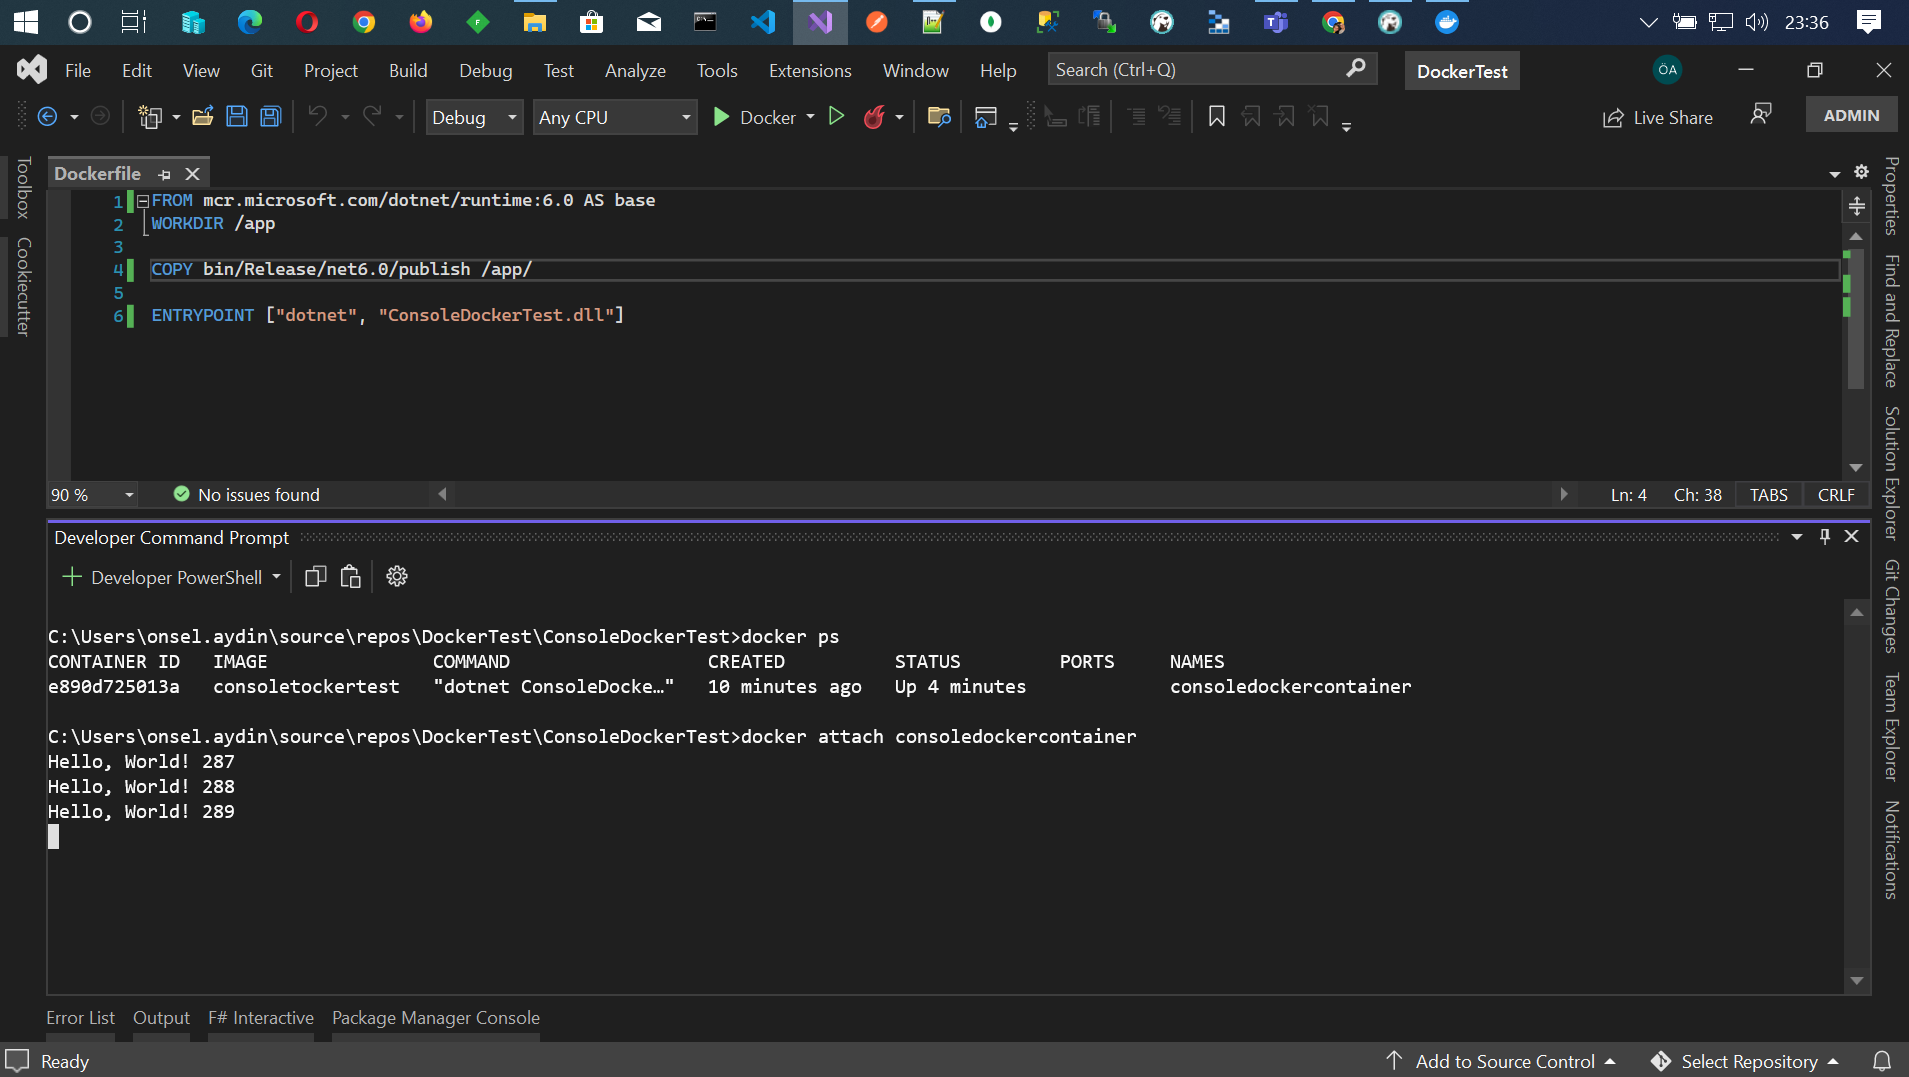 23:36
File Edit View Git Project Build Debug Test Analyze Tools Extensions Window Help Search (Ctrl+Q) DockerTest ÖA
Debug Any CPU Docker Live Share ADMIN
Toolbox
Cookiecutter
Dockerfile
1 FROM mcr.microsoft.com/dotnet/runtime:6.0 AS base
2 WORKDIR /app
3
4 COPY bin/Release/net6.0/publish /app/
5
6 ENTRYPOINT ["dotnet", "ConsoleDockerTest.dll"]
90 % No issues found Ln: 4 Ch: 38 TABS CRLF
Developer Command Prompt
Developer PowerShell
C:\Users\onsel.aydin\source\repos\DockerTest\ConsoleDockerTest>docker ps
CONTAINER ID IMAGE COMMAND CREATED STATUS PORTS NAMES
e890d725013a consoletockertest "dotnet ConsoleDocke…" 10 minutes ago Up 4 minutes consoledockercontainer
C:\Users\onsel.aydin\source\repos\DockerTest\ConsoleDockerTest>docker attach consoledockercontainer
Hello, World! 287
Hello, World! 288
Hello, World! 289
Properties
Find and Replace
Solution Explorer
Git Changes
Team Explorer
Notifications
Error List Output F# Interactive Package Manager Console
Ready Add to Source Control Select Repository